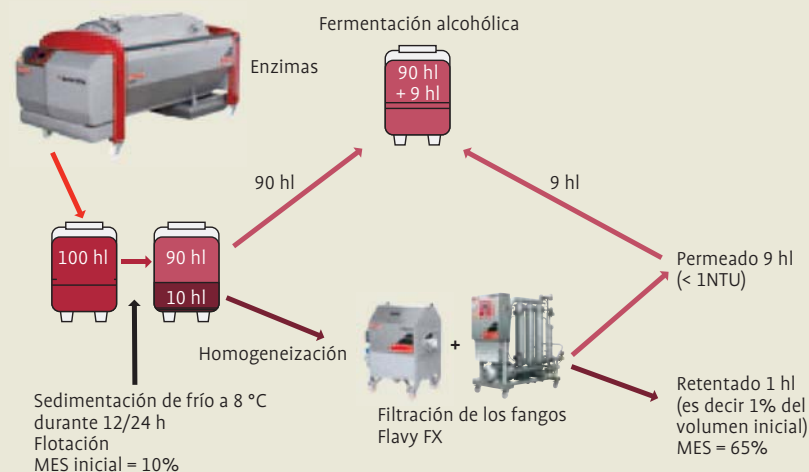 Fermentación alcohólica
Enzimas
90 hl
+ 9 hl
90 hl
9 hl
100 hl
90 hl
10 hl
Permeado 9 hl
(< 1NTU)
Homogeneización
+
Sedimentación de frío a 8 °C
durante 12/24 h
Flotación
MES inicial = 10%
Filtración de los fangos
Flavy FX
Retentado 1 hl
(es decir 1% del
volumen inicial)
MES = 65%